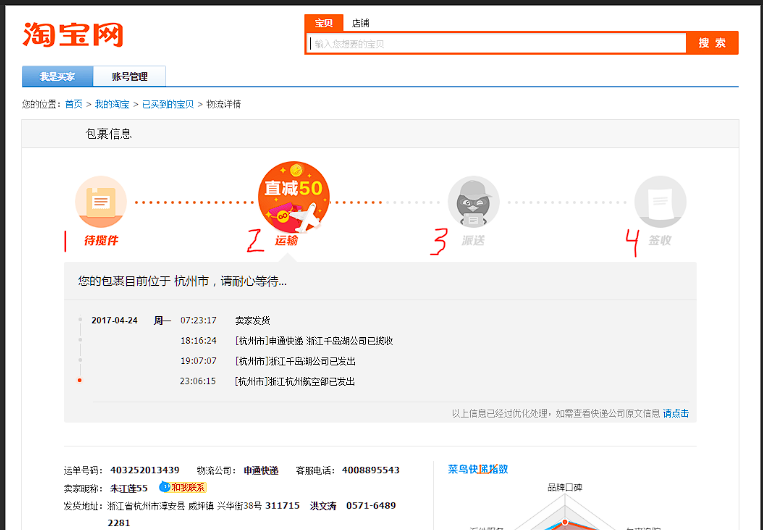 淘宝网
宝贝 店铺
输入您想要的宝贝
搜 索
我是买家 账号管理
您的位置：首页 > 我的淘宝 > 已买到的宝贝 > 物流详情
包裹信息
直减50
1 待揽件 2 运输 3 派送 4 签收
您的包裹目前位于 杭州市，请耐心等待...
2017-04-24 周一 07:23:17 卖家发货
18:16:24 [杭州市]申通快递 浙江千岛湖公司已揽收
19:07:07 [杭州市]浙江千岛湖公司已发出
23:06:15 [杭州市]浙江杭州航空部已发出
以上信息已经过优化处理，如需查看快递公司原文信息 请点击
运单号码： 403252013439 物流公司： 申通快递 客服电话： 4008895543
卖家昵称： 朱江莲55 和我联系
发货地址：浙江省杭州市淳安县 威坪镇 兴华街38号 311715 洪文涛 0571-6489
2281
菜鸟快递指数
品牌口碑